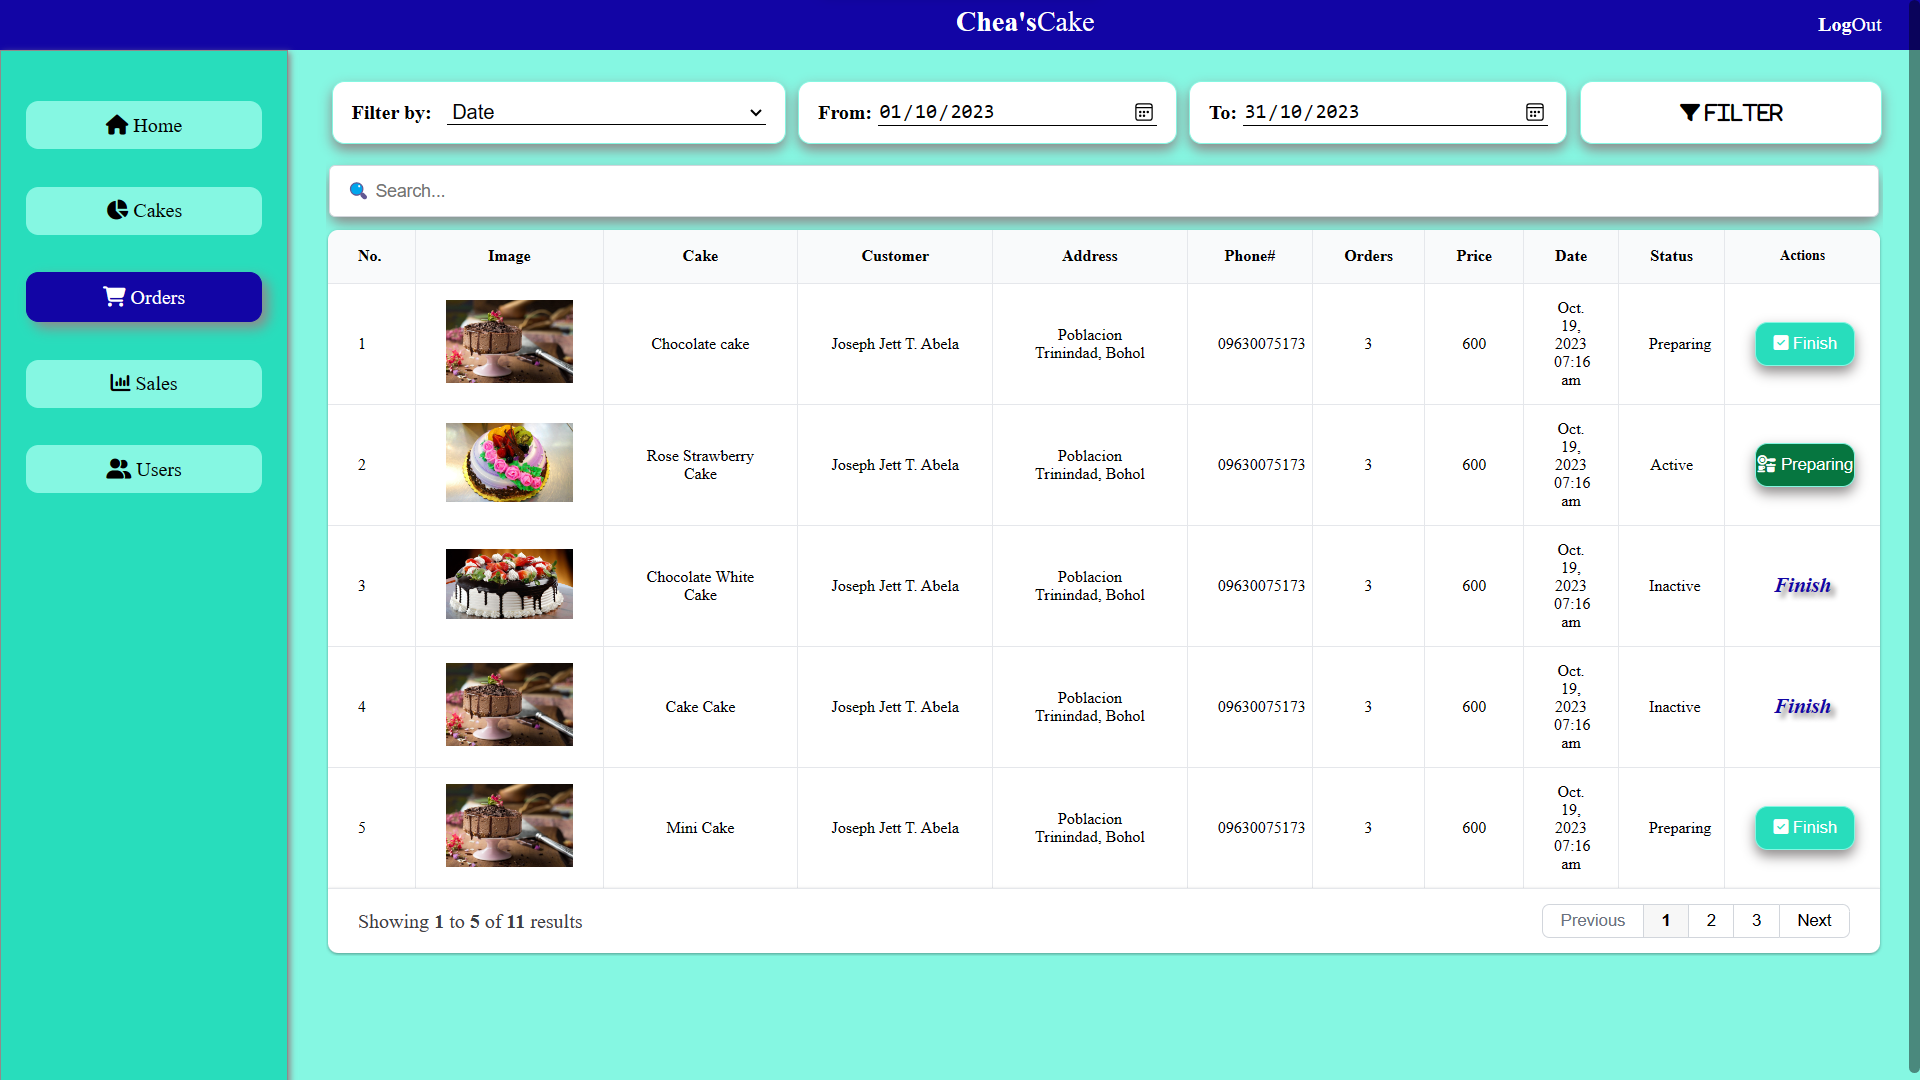 Chea'sCake
LogOut
Home
Cakes
Orders
Sales
Users
Filter by: Date
From: 01/10/2023
To: 31/10/2023
FILTER
Search...
No. Image Cake Customer Address Phone# Orders Price Date Status Actions
1 Chocolate cake Joseph Jett T. Abela Poblacion Trinindad, Bohol 09630075173 3 600 Oct. 19, 2023 07:16 am Preparing Finish
2 Rose Strawberry Cake Joseph Jett T. Abela Poblacion Trinindad, Bohol 09630075173 3 600 Oct. 19, 2023 07:16 am Active Preparing
3 Chocolate White Cake Joseph Jett T. Abela Poblacion Trinindad, Bohol 09630075173 3 600 Oct. 19, 2023 07:16 am Inactive Finish
4 Cake Cake Joseph Jett T. Abela Poblacion Trinindad, Bohol 09630075173 3 600 Oct. 19, 2023 07:16 am Inactive Finish
5 Mini Cake Joseph Jett T. Abela Poblacion Trinindad, Bohol 09630075173 3 600 Oct. 19, 2023 07:16 am Preparing Finish
Showing 1 to 5 of 11 results
Previous 1 2 3 Next